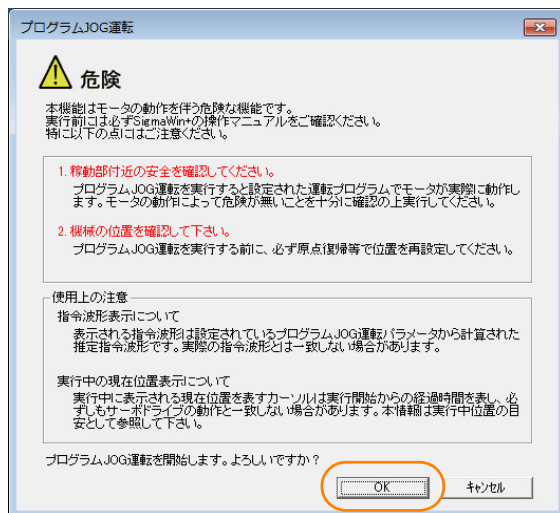 プログラムJOG運転
危険
本機能はモータの動作を伴う危険な機能です。
実行前には必ずSigmaWin+の操作マニュアルをご確認ください。
特に以下の点にはご注意ください。
1. 稼動部付近の安全を確認してください。
プログラムJOG運転を実行すると設定された運転プログラムでモータが実際に動作し
ます。モータの動作によって危険が無いことを十分に確認の上実行してください。
2. 機械の位置を確認して下さい。
プログラムJOG運転を実行する前に、必ず原点復帰等で位置を再設定してください。
使用上の注意
指令波形表示について
表示される指令波形は設定されているプログラムJOG運転パラメータから計算された
推定指令波形です。実際の指令波形とは一致しない場合があります。
実行中の現在位置表示について
実行中に表示される現在位置を表すカーソルは実行開始からの経過時間を表し、必
ずしもサーボドライブの動作と一致しない場合があります。本情報は実行中位置の目
安として参照して下さい。
プログラムJOG運転を開始します。よろしいですか？
OK
キャンセル